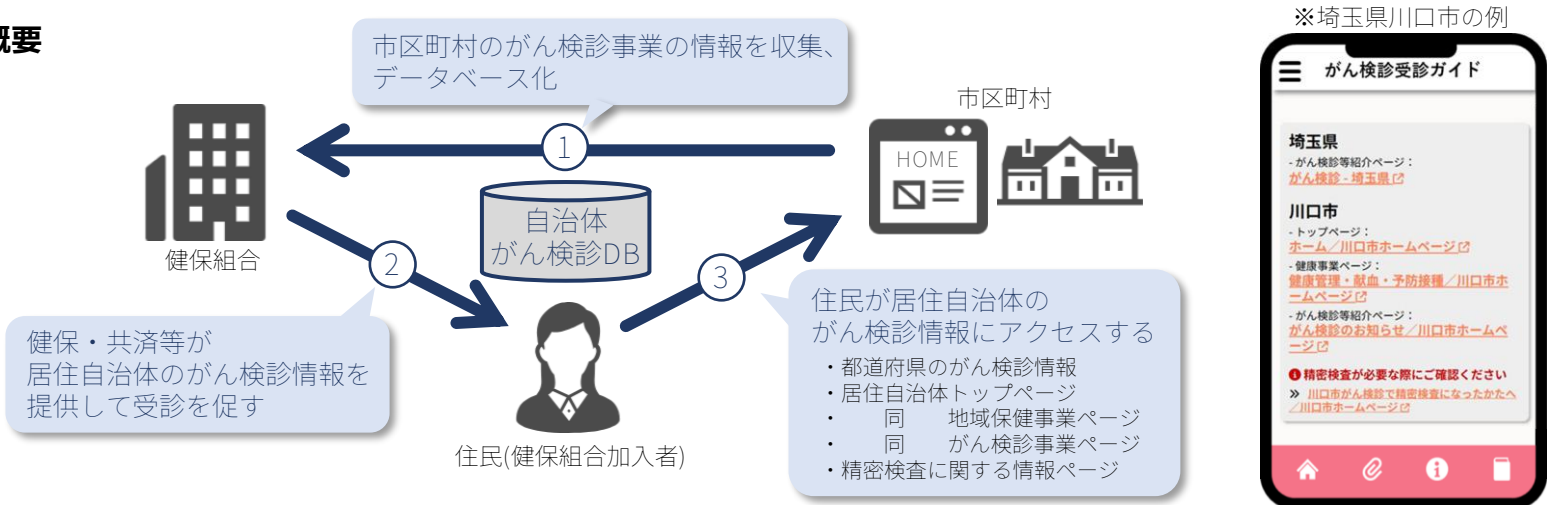 概要
市区町村のがん検診事業の情報を収集、
データベース化
健保組合
1
市区町村
HOME
自治体
がん検診DB
2
3
健保・共済等が
居住自治体のがん検診情報を
提供して受診を促す
住民(健保組合加入者)
住民が居住自治体の
がん検診情報にアクセスする
・都道府県のがん検診情報
・居住自治体トップページ
・　　同　　地域保健事業ページ
・　　同　　がん検診事業ページ
・精密検査に関する情報ページ
※埼玉県川口市の例
がん検診受診ガイド
埼玉県
- がん検診等紹介ページ：
がん検診 - 埼玉県
川口市
- トップページ：
ホーム／川口市ホームページ
- 健康事業ページ：
健康管理・献血・予防接種／川口市ホ
ームページ
- がん検診等紹介ページ：
がん検診のお知らせ／川口市ホームペ
ージ
精密検査が必要な際にご確認ください
» 川口市がん検診で精密検査になったかたへ
／川口市ホームページ